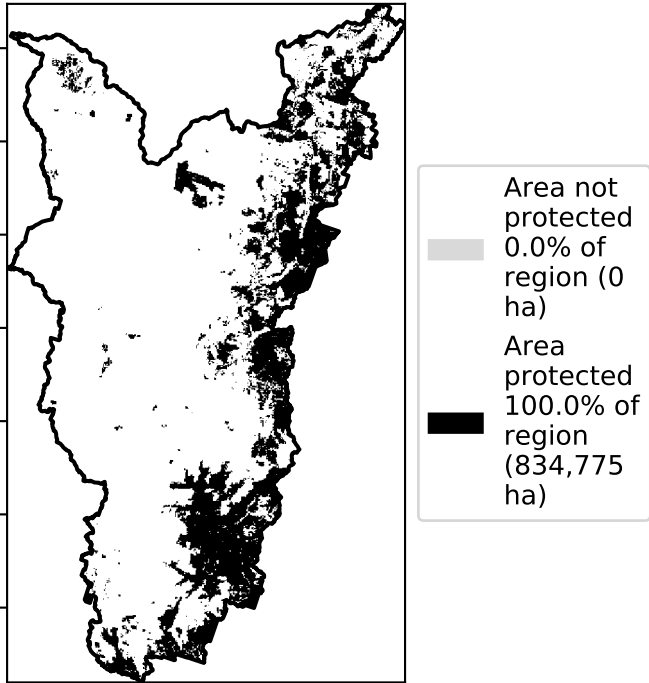 Area not
protected
0.0% of
region (0
ha)
Area
protected
100.0% of
region
(834,775
ha)